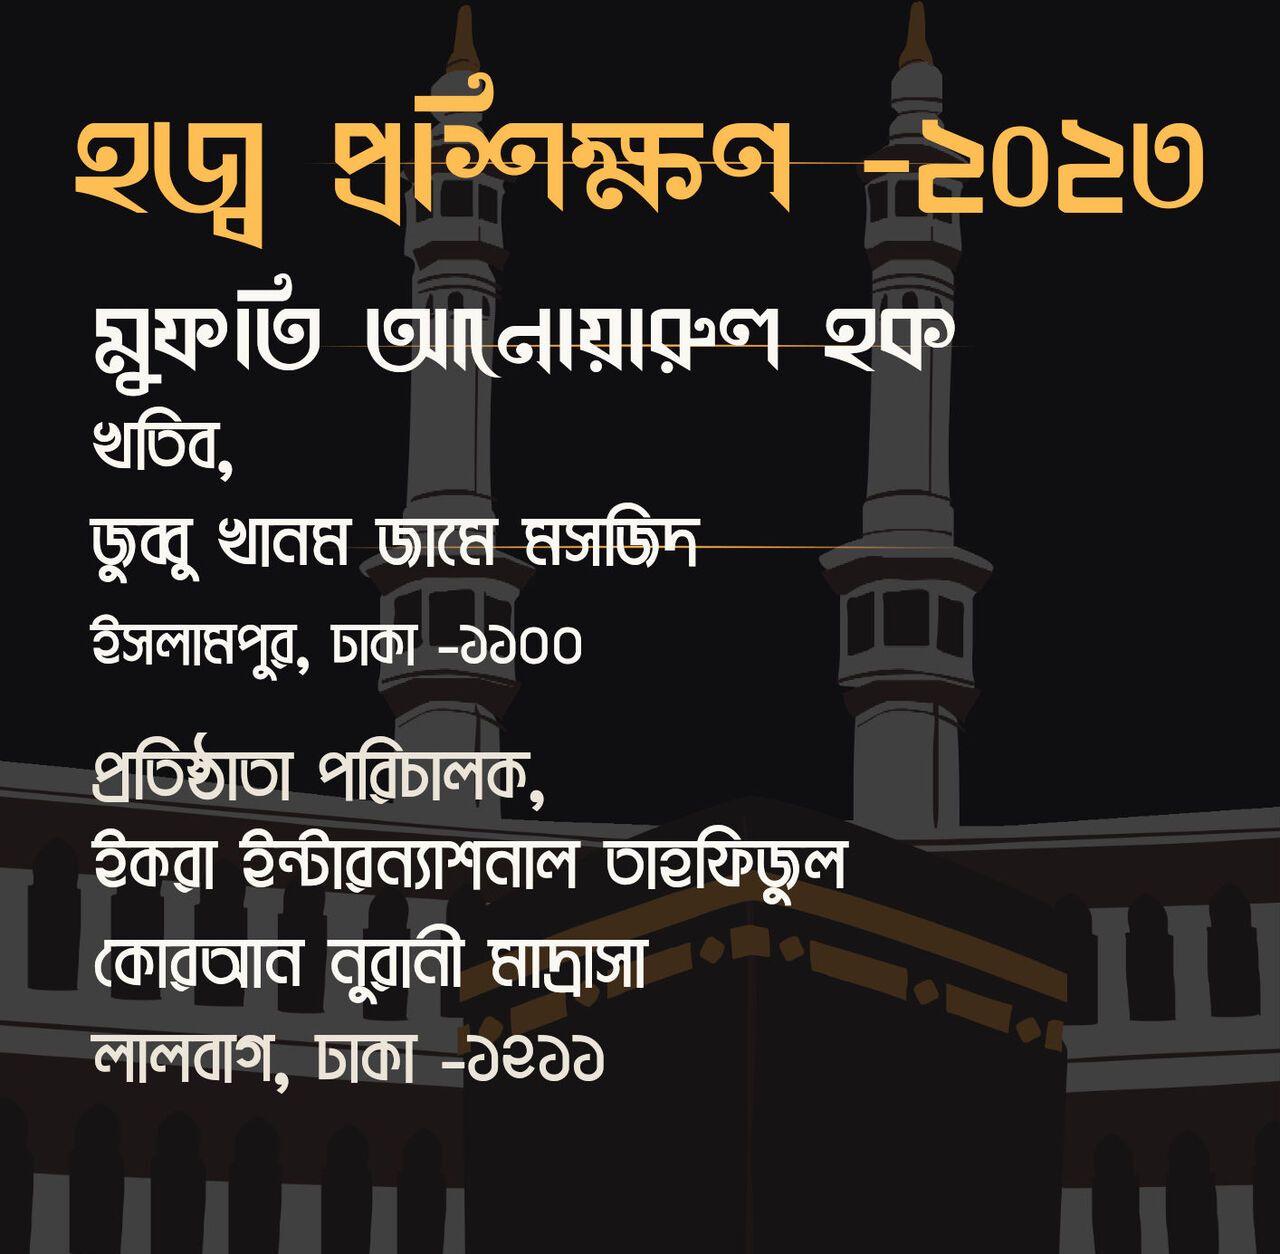 হজ্ব প্রশিক্ষণ -২০২৩
মুফতি আনোয়ারুল হক
খতিব,
জুব্বু খানম জামে মসজিদ
ইসলামপুর, ঢাকা -১১০০
প্রতিষ্ঠাতা পরিচালক,
ইকরা ইন্টারন্যাশনাল তাহফিজুল
কোরআন নুরানী মাদ্রাসা
লালবাগ, ঢাকা -১২১১